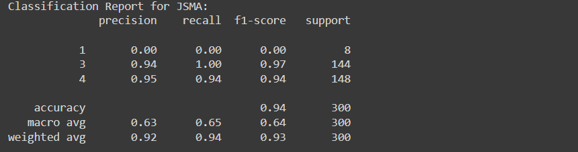 Classification Report for JSMA:
precision recall f1-score support
1 0.00 0.00 0.00 8
3 0.94 1.00 0.97 144
4 0.95 0.94 0.94 148
accuracy 0.94 300
macro avg 0.63 0.65 0.64 300
weighted avg 0.92 0.94 0.93 300